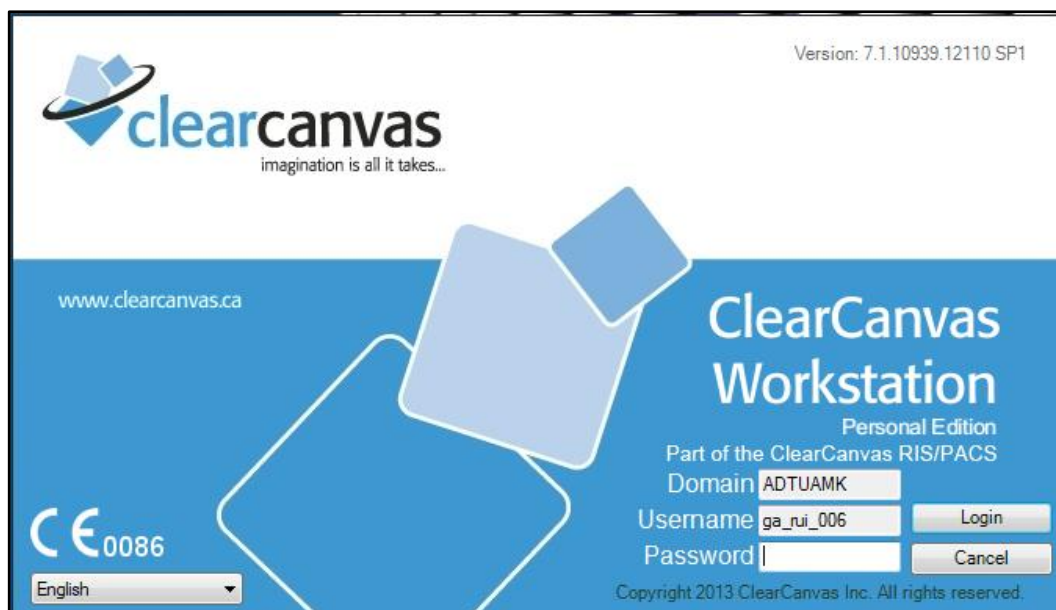 Version: 7.1.10939.12110 SP1
clearcanvas
imagination is all it takes...
www.clearcanvas.ca
ClearCanvas
Workstation
Personal Edition
Part of the ClearCanvas RIS/PACS
Domain ADTUAMK
Username ga_rui_006 Login
Password Cancel
CE 0086
English
Copyright 2013 ClearCanvas Inc. All rights reserved.